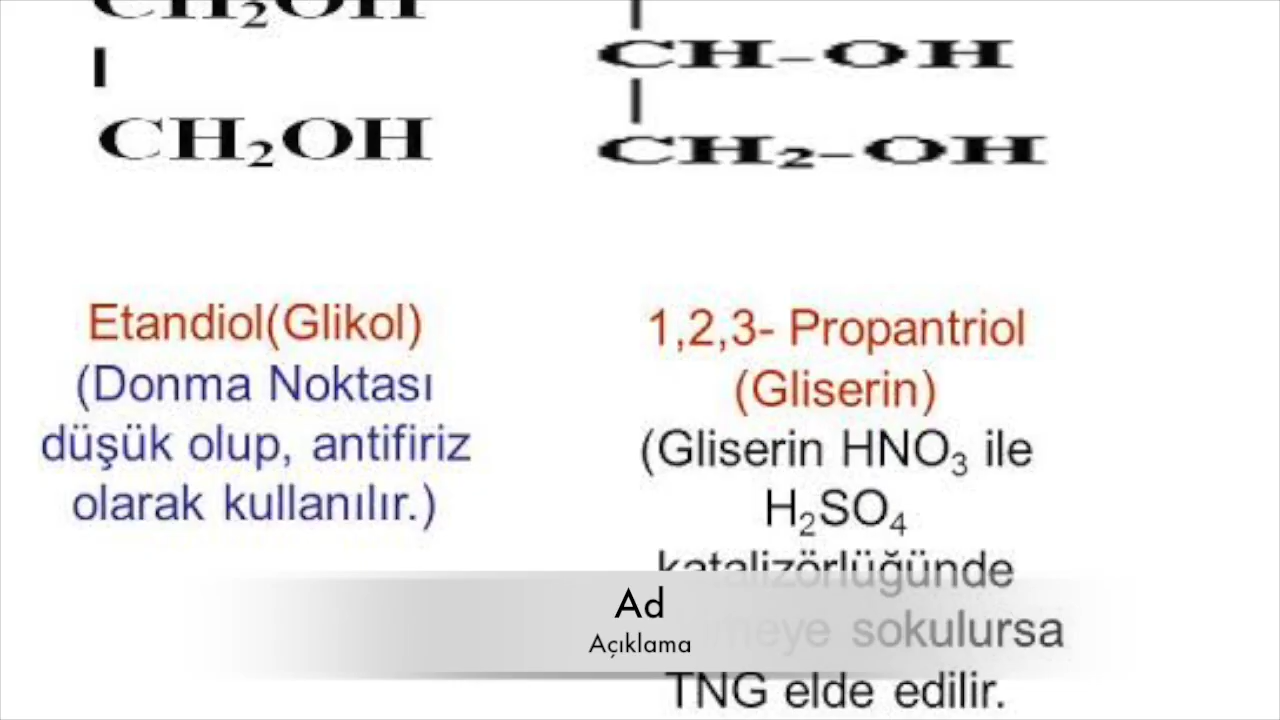 CH₂OH
CH₂OH
Etandiol(Glikol)
(Donma Noktası
düşük olup, antifiriz
olarak kullanılır.)
CH–OH
CH₂–OH
1,2,3- Propantriol
(Gliserin)
(Gliserin HNO₃ ile
H₂SO₄
katalizörlüğünde
sokulursa
TNG elde edilir.
Ad
Açıklama